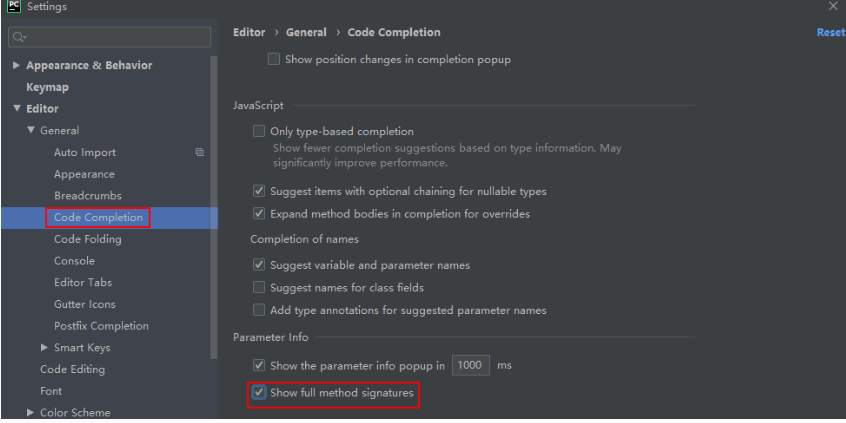 PC Settings
Editor › General › Code Completion
Reset
Show position changes in completion popup
Appearance & Behavior
Keymap
Editor
General
Auto Import
Appearance
Breadcrumbs
Code Completion
Code Folding
Console
Editor Tabs
Gutter Icons
Postfix Completion
Smart Keys
Code Editing
Font
Color Scheme
JavaScript
Only type-based completion
Show fewer completion suggestions based on type information. May
significantly improve performance.
Suggest items with optional chaining for nullable types
Expand method bodies in completion for overrides
Completion of names
Suggest variable and parameter names
Suggest names for class fields
Add type annotations for suggested parameter names
Parameter Info
Show the parameter info popup in 1000 ms
Show full method signatures